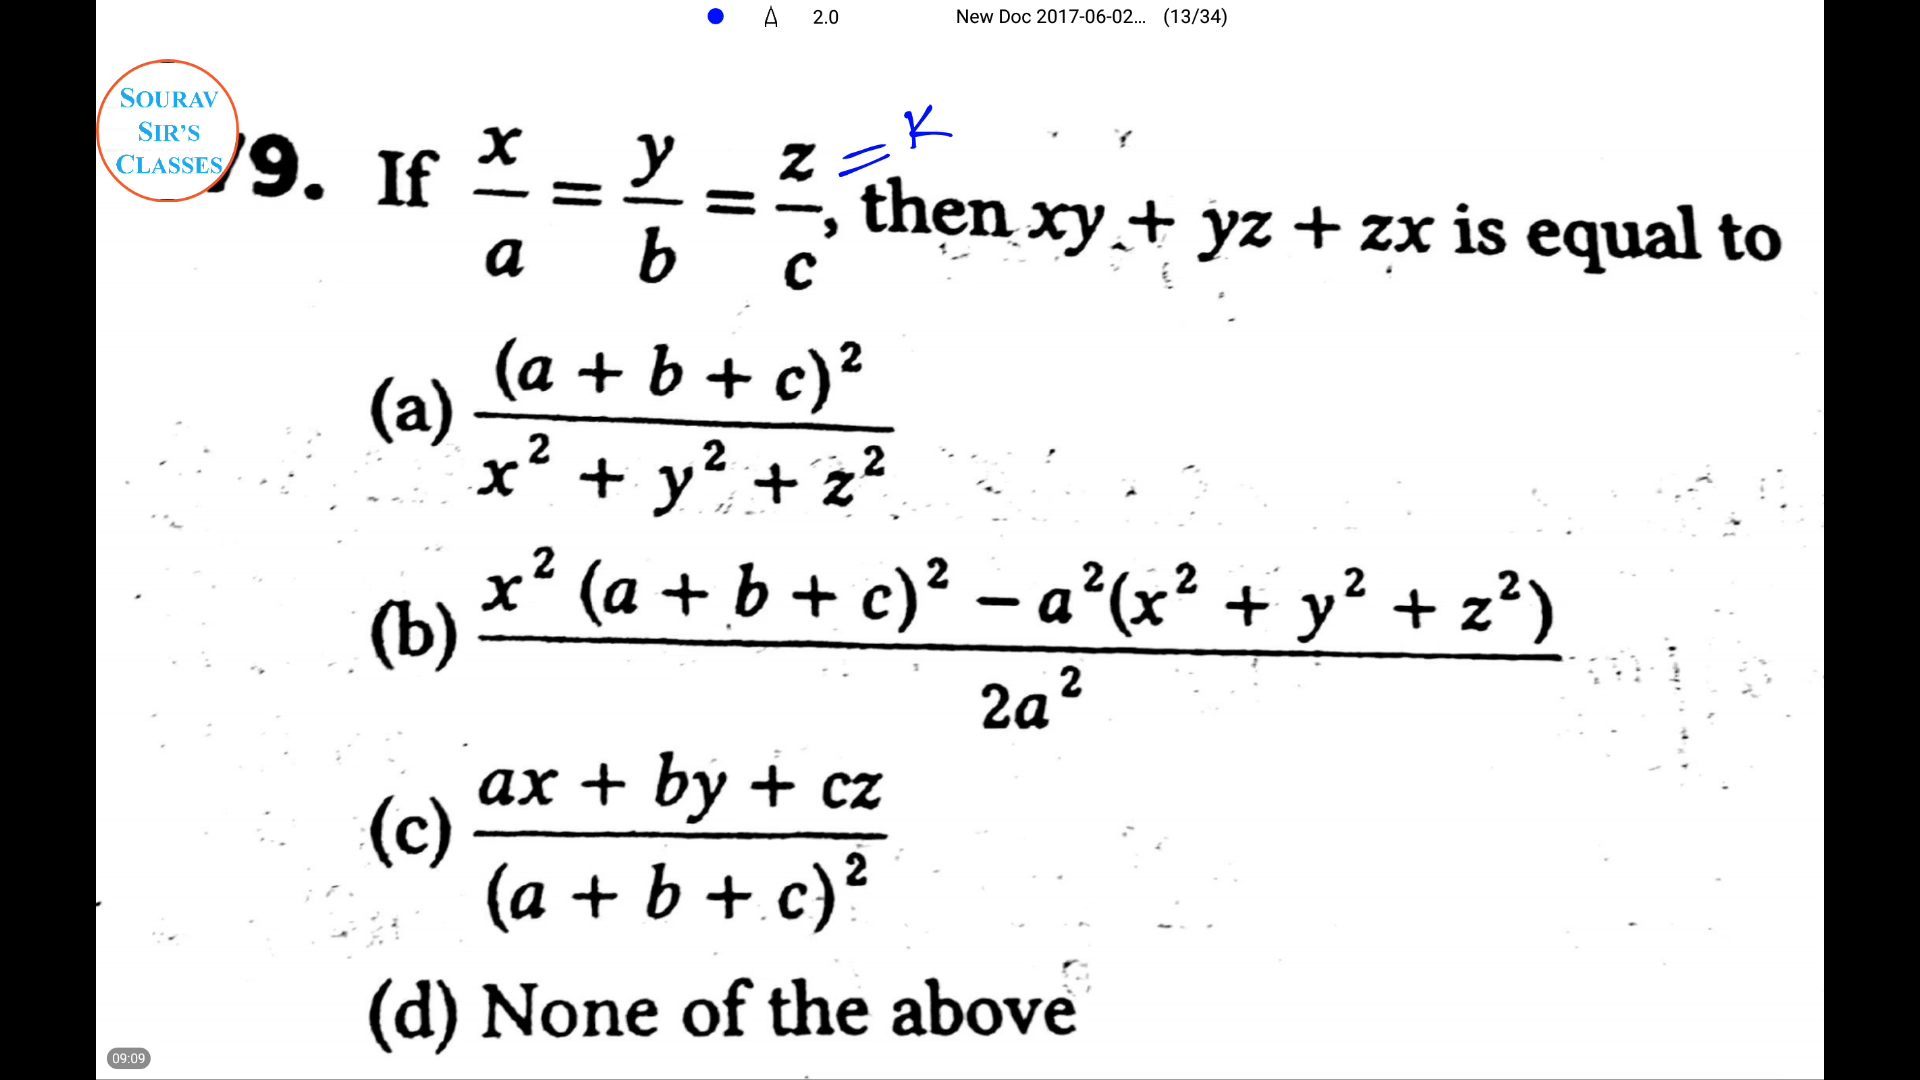 2.0 New Doc 2017-06-02... (13/34)
SOURAV
SIR'S
CLASSES
9. If x/a = y/b = z/c, = K then xy + yz + zx is equal to
(a) (a + b + c)² / x² + y² + z²
(b) x² (a + b + c)² − a²(x² + y² + z²) / 2a²
(c) ax + by + cz / (a + b + c)²
(d) None of the above
09:09